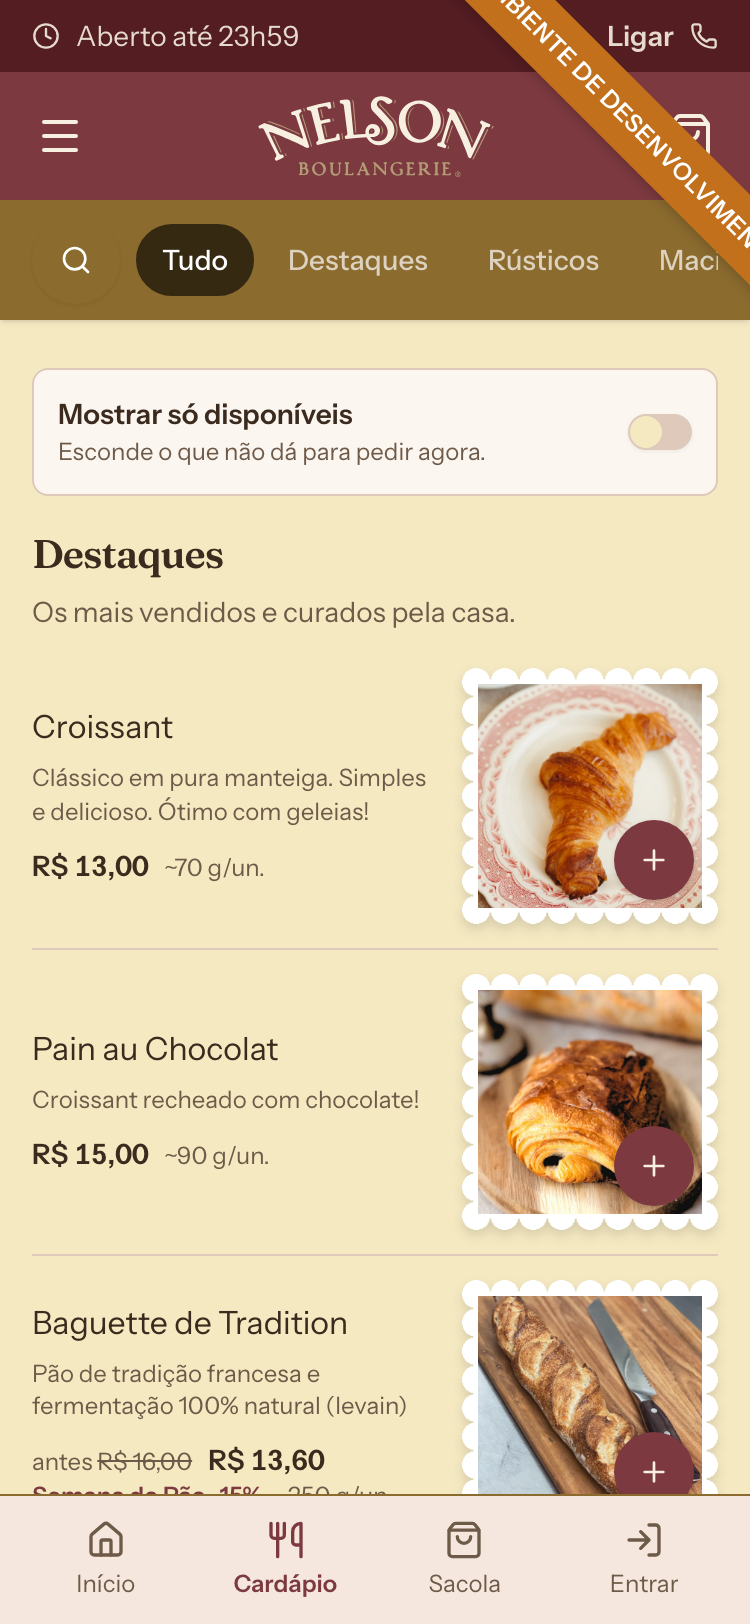 Aberto até 23h59
Ligar
DE DESENVOLVIMEN
NELSON
BOULANGERIE
Tudo
Destaques
Rústicos
Maci
Mostrar só disponíveis
Esconde o que não dá para pedir agora.
Destaques
Os mais vendidos e curados pela casa.
Croissant
Clássico em pura manteiga. Simples
e delicioso. Ótimo com geleias!
R$ 13,00 ~70 g/un.
Pain au Chocolat
Croissant recheado com chocolate!
R$ 15,00 ~90 g/un.
Baguette de Tradition
Pão de tradição francesa e
fermentação 100% natural (levain)
antes R$ 16,00 R$ 13,60
Início
Cardápio
Sacola
Entrar